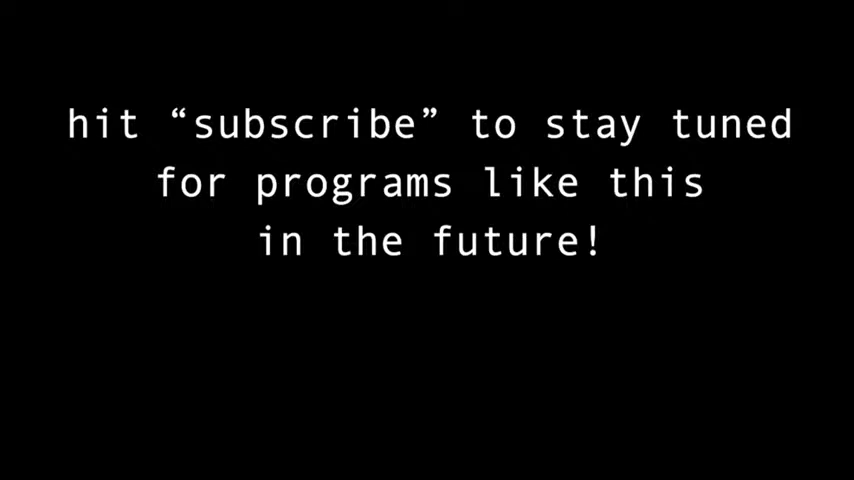 hit “subscribe” to stay tuned
for programs like this
in the future!